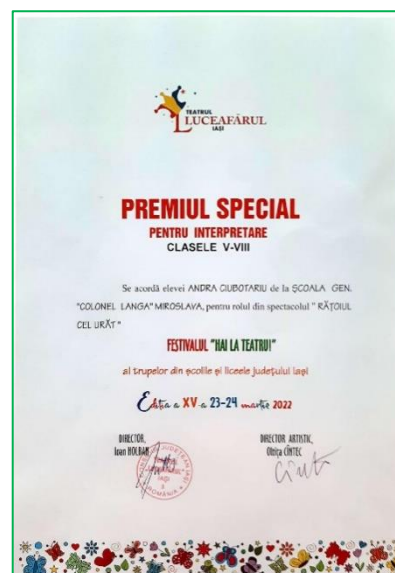 TEATRUL
LUCEAFĂRUL
IAȘI
PREMIUL SPECIAL
PENTRU INTERPRETARE
CLASELE V-VIII
Se acordă elevei ANDRA CIUBOTARIU de la ȘCOALA GEN.
"COLONEL LANGA" MIROSLAVA, pentru rolul din spectacolul " RĂȚOIUL
CEL URÂT "
FESTIVALUL "HAI LA TEATRU!"
al trupelor din școlile și liceele județului Iași
Ediția a XV-a 23-24 martie 2022
DIRECTOR,
Ioan HOLBAN
DIRECTOR ARTISTIC,
Oltița CÎNTEC
IAȘI
ROMÂNIA